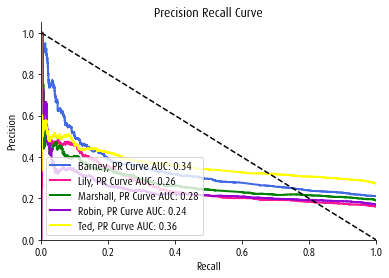 Precision Recall Curve
1.0
0.8
0.6
0.4
0.2
0.0
Precision
Barney, PR Curve AUC: 0.34
Lily, PR Curve AUC: 0.26
Marshall, PR Curve AUC: 0.28
Robin, PR Curve AUC: 0.24
Ted, PR Curve AUC: 0.36
0.0 0.2 0.4 0.6 0.8 1.0
Recall